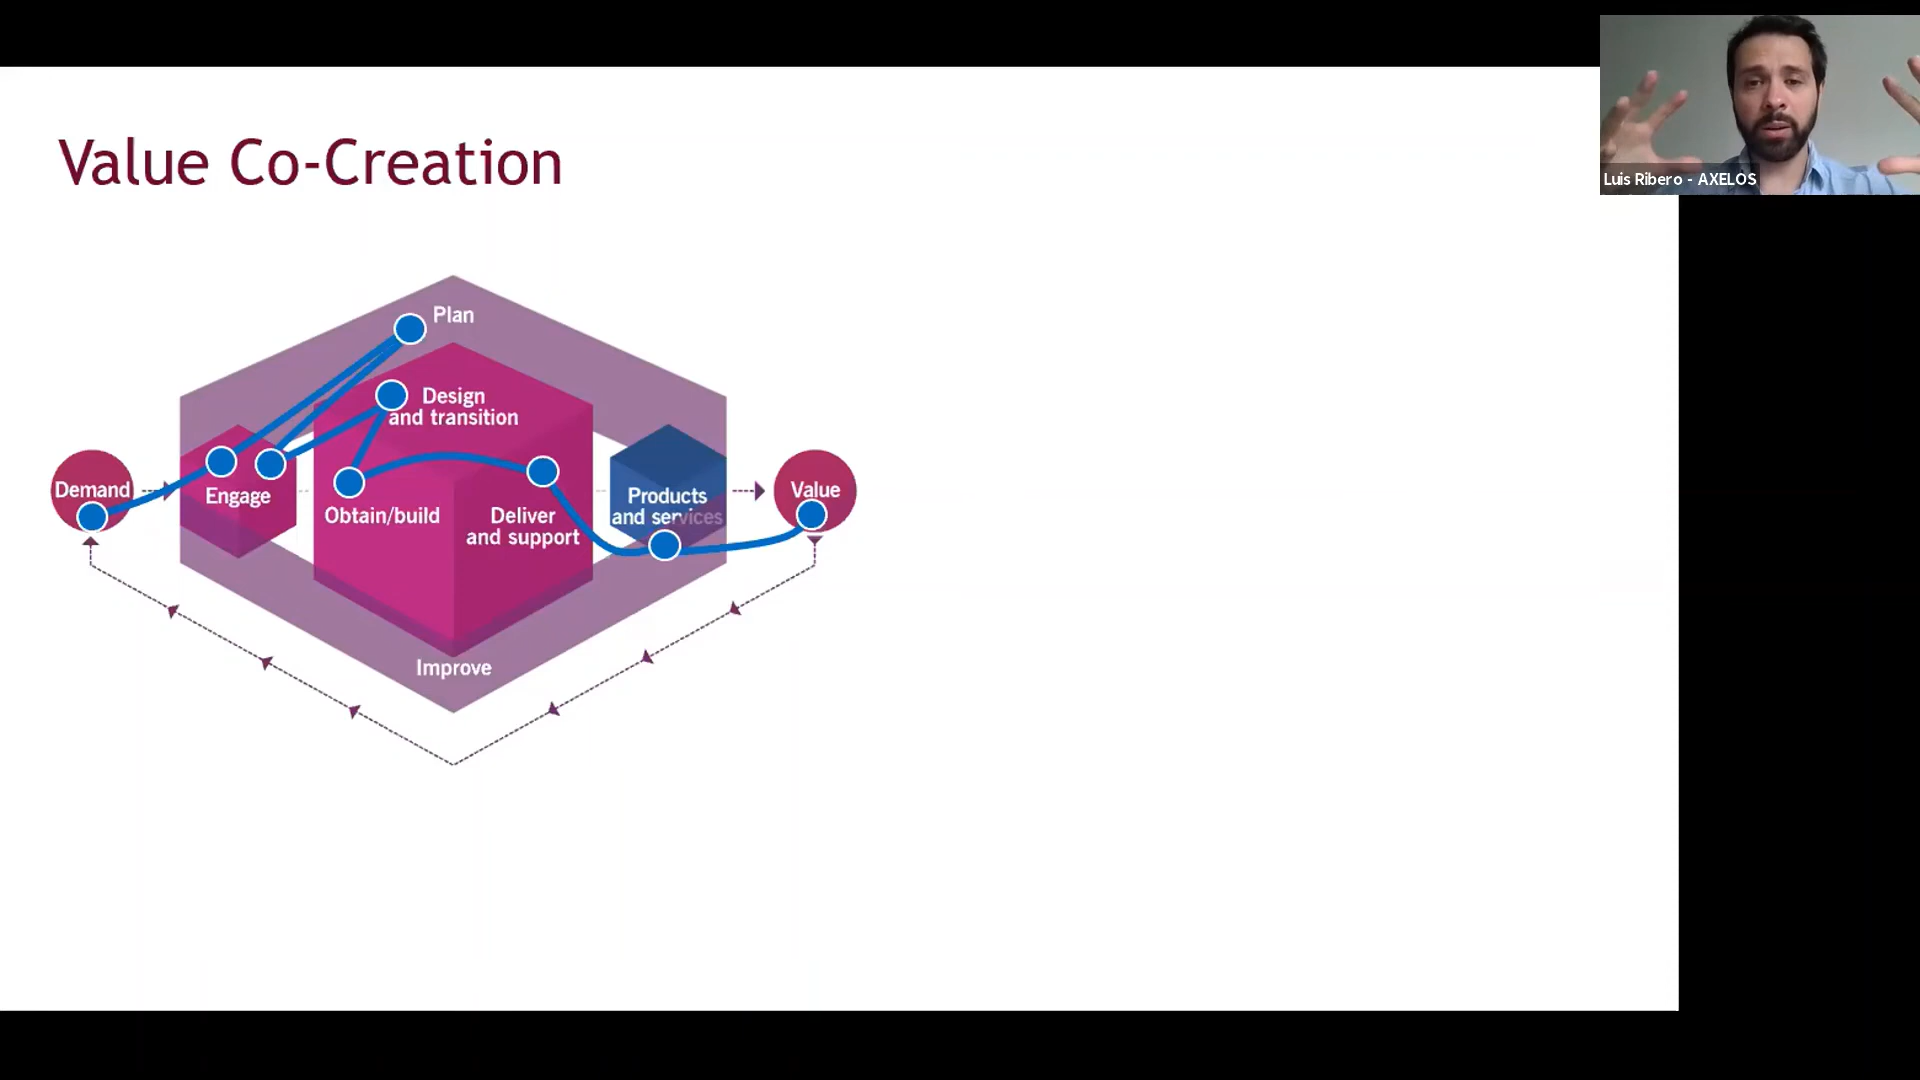 Luis Ribero - AXELOS
Value Co-Creation
Plan
Design
and transition
Demand
Engage
Obtain/build
Deliver
and support
Products
and services
Value
Improve